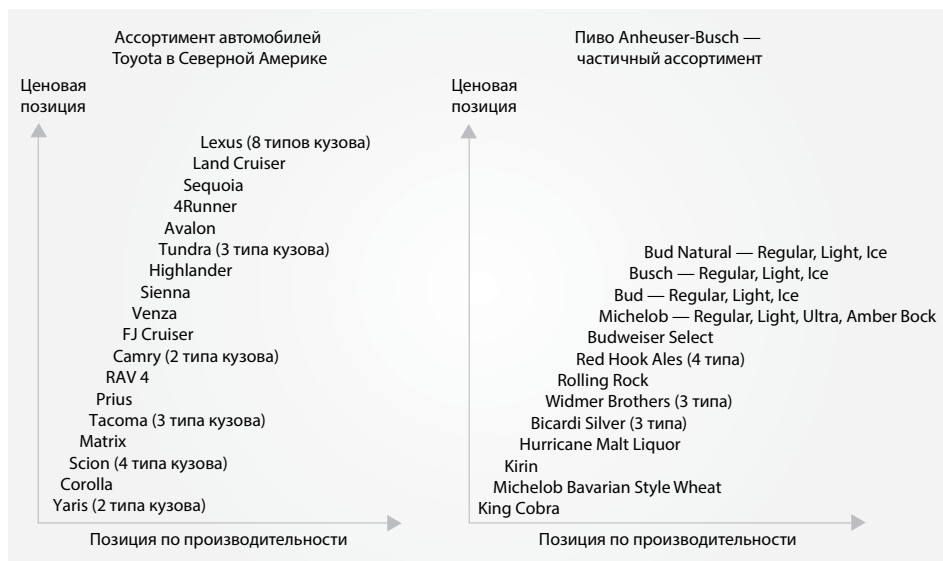 Ассортимент автомобилей
Toyota в Северной Америке
Ценовая
позиция
Lexus (8 типов кузова)
Land Cruiser
Sequoia
4Runner
Avalon
Tundra (3 типа кузова)
Highlander
Sienna
Venza
FJ Cruiser
Camry (2 типа кузова)
RAV 4
Prius
Tacoma (3 типа кузова)
Matrix
Scion (4 типа кузова)
Corolla
Yaris (2 типа кузова)
Позиция по производительности
Пиво Anheuser-Busch —
частичный ассортимент
Ценовая
позиция
Bud Natural — Regular, Light, Ice
Busch — Regular, Light, Ice
Bud — Regular, Light, Ice
Michelob — Regular, Light, Ultra, Amber Bock
Budweiser Select
Red Hook Ales (4 типа)
Rolling Rock
Widmer Brothers (3 типа)
Bicardi Silver (3 типа)
Hurricane Malt Liquor
Kirin
Michelob Bavarian Style Wheat
King Cobra
Позиция по производительности